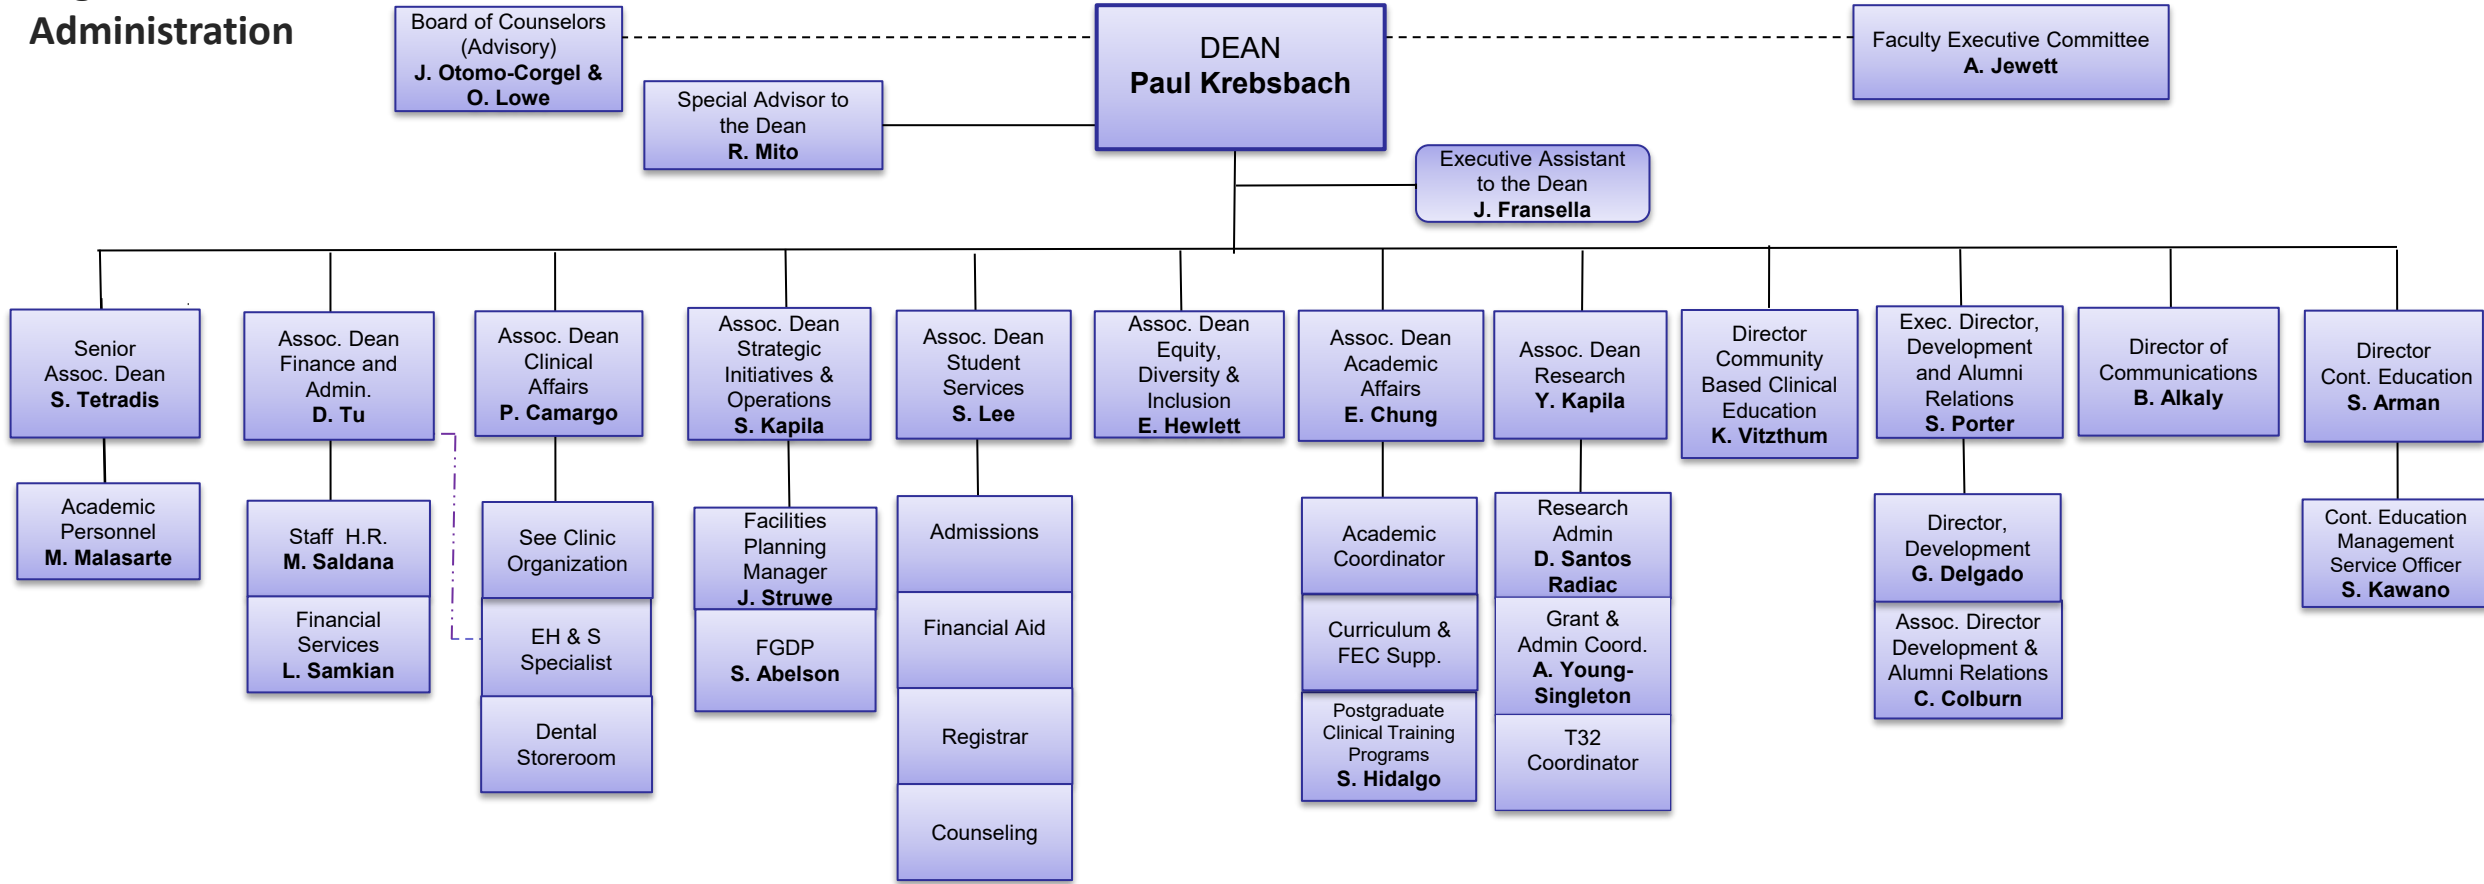 Administration
Board of Counselors
(Advisory)
J. Otomo-Corgel &
O. Lowe
DEAN
Paul Krebsbach
Faculty Executive Committee
A. Jewett
Special Advisor to
the Dean
R. Mito
Executive Assistant
to the Dean
J. Fransella
Senior
Assoc. Dean
S. Tetradis
Assoc. Dean
Finance and
Admin.
D. Tu
Assoc. Dean
Clinical
Affairs
P. Camargo
Assoc. Dean
Strategic
Initiatives &
Operations
S. Kapila
Assoc. Dean
Student
Services
S. Lee
Assoc. Dean
Equity,
Diversity &
Inclusion
E. Hewlett
Assoc. Dean
Academic
Affairs
E. Chung
Assoc. Dean
Research
Y. Kapila
Director
Community
Based Clinical
Education
K. Vitzthum
Exec. Director,
Development
and Alumni
Relations
S. Porter
Director of
Communications
B. Alkaly
Director
Cont. Education
S. Arman
Academic
Personnel
M. Malasarte
Staff H.R.
M. Saldana
Financial
Services
L. Samkian
See Clinic
Organization
EH & S
Specialist
Dental
Storeroom
Facilities
Planning
Manager
J. Struwe
FGDP
S. Abelson
Admissions
Financial Aid
Registrar
Counseling
Academic
Coordinator
Curriculum &
FEC Supp.
Postgraduate
Clinical Training
Programs
S. Hidalgo
Research
Admin
D. Santos
Radiac
Grant &
Admin Coord.
A. Young-
Singleton
T32
Coordinator
Director,
Development
G. Delgado
Assoc. Director
Development &
Alumni Relations
C. Colburn
Cont. Education
Management
Service Officer
S. Kawano